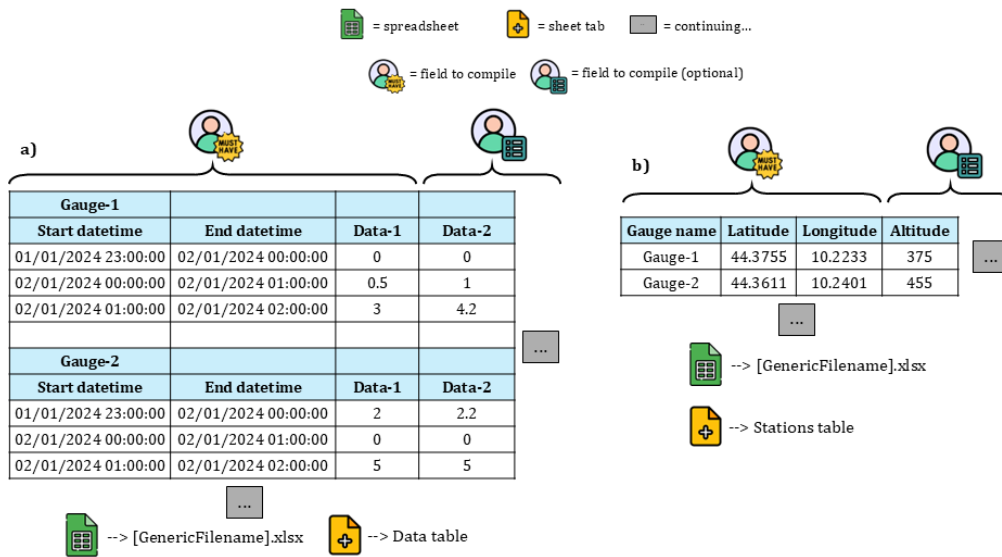 = spreadsheet = sheet tab ... = continuing...
MUST HAVE = field to compile = field to compile (optional)
a)
MUST HAVE
Gauge-1
Start datetime End datetime Data-1 Data-2
01/01/2024 23:00:00 02/01/2024 00:00:00 0 0
02/01/2024 00:00:00 02/01/2024 01:00:00 0.5 1
02/01/2024 01:00:00 02/01/2024 02:00:00 3 4.2
...
Gauge-2
Start datetime End datetime Data-1 Data-2
01/01/2024 23:00:00 02/01/2024 00:00:00 2 2.2
02/01/2024 00:00:00 02/01/2024 01:00:00 0 0
02/01/2024 01:00:00 02/01/2024 02:00:00 5 5
...
--> [GenericFilename].xlsx --> Data table
b)
MUST HAVE
Gauge name Latitude Longitude Altitude
Gauge-1 44.3755 10.2233 375
Gauge-2 44.3611 10.2401 455
...
...
--> [GenericFilename].xlsx
--> Stations table